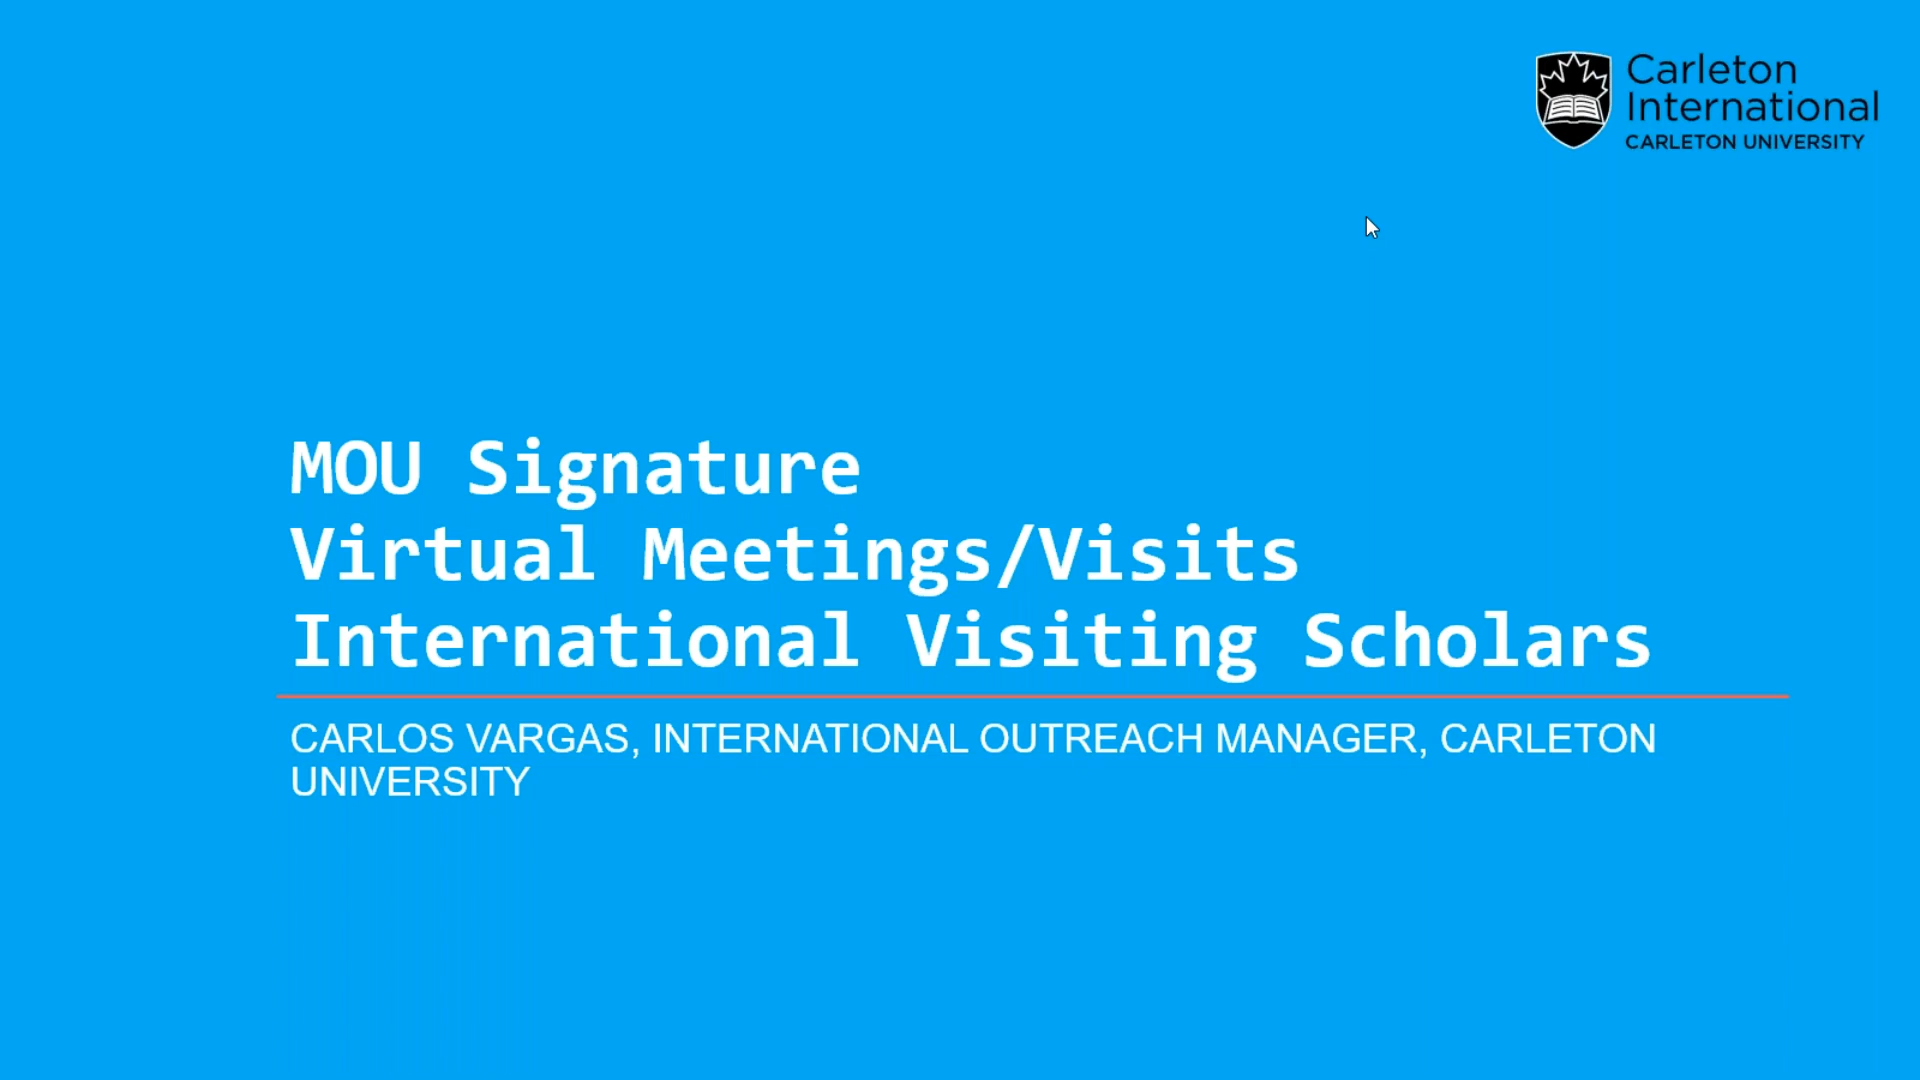 Carleton
International
CARLETON UNIVERSITY
MOU Signature
Virtual Meetings/Visits
International Visiting Scholars
CARLOS VARGAS, INTERNATIONAL OUTREACH MANAGER, CARLETON
UNIVERSITY